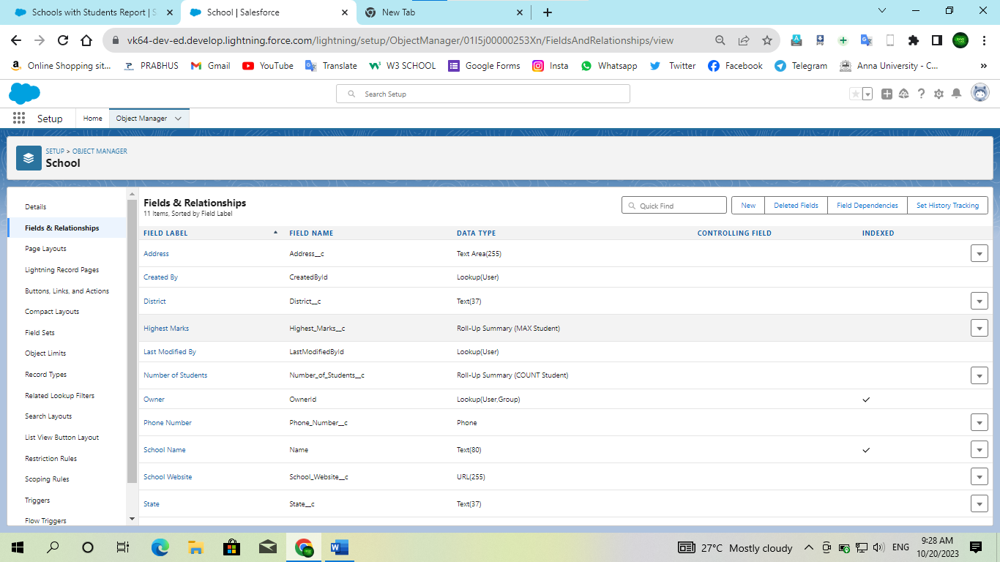 Schools with Students Report | S
School | Salesforce
New Tab
vk64-dev-ed.develop.lightning.force.com/lightning/setup/ObjectManager/01I5j00000253Xn/FieldsAndRelationships/view
Online Shopping sit... PRABHUS Gmail YouTube Translate W3 SCHOOL Google Forms Insta Whatsapp Twitter Facebook Telegram Anna University - C... »
Search Setup
Setup Home Object Manager
SETUP > OBJECT MANAGER
School
Details
Fields & Relationships
Page Layouts
Lightning Record Pages
Buttons, Links, and Actions
Compact Layouts
Field Sets
Object Limits
Record Types
Related Lookup Filters
Search Layouts
List View Button Layout
Restriction Rules
Scoping Rules
Triggers
Flow Triggers
Fields & Relationships
11 Items, Sorted by Field Label
Quick Find New Deleted Fields Field Dependencies Set History Tracking
FIELD LABEL FIELD NAME DATA TYPE CONTROLLING FIELD INDEXED
Address Address__c Text Area(255)
Created By CreatedById Lookup(User)
District District__c Text(37)
Highest Marks Highest_Marks__c Roll-Up Summary (MAX Student)
Last Modified By LastModifiedById Lookup(User)
Number of Students Number_of_Students__c Roll-Up Summary (COUNT Student)
Owner OwnerId Lookup(User,Group)
Phone Number Phone_Number__c Phone
School Name Name Text(80)
School Website School_Website__c URL(255)
State State__c Text(37)
27°C Mostly cloudy ENG 9:28 AM
10/20/2023